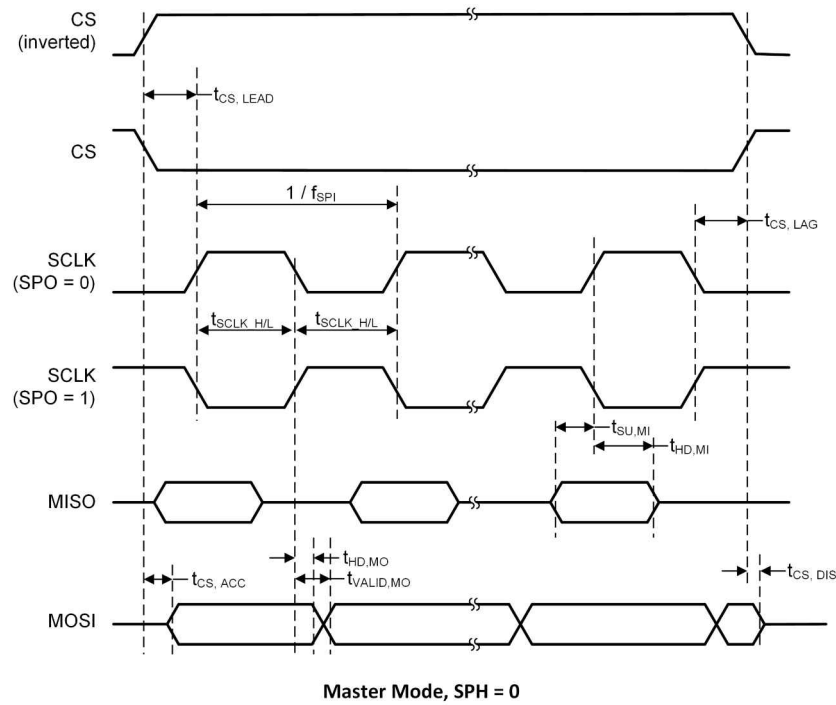 CS
(inverted)
tCS, LEAD
CS
1 / fSPI
tCS, LAG
SCLK
(SPO = 0)
tSCLK_H/L
tSCLK_H/L
SCLK
(SPO = 1)
tSU,MI
tHD,MI
MISO
tHD,MO
tCS, ACC
tVALID,MO
tCS, DIS
MOSI
Master Mode, SPH = 0